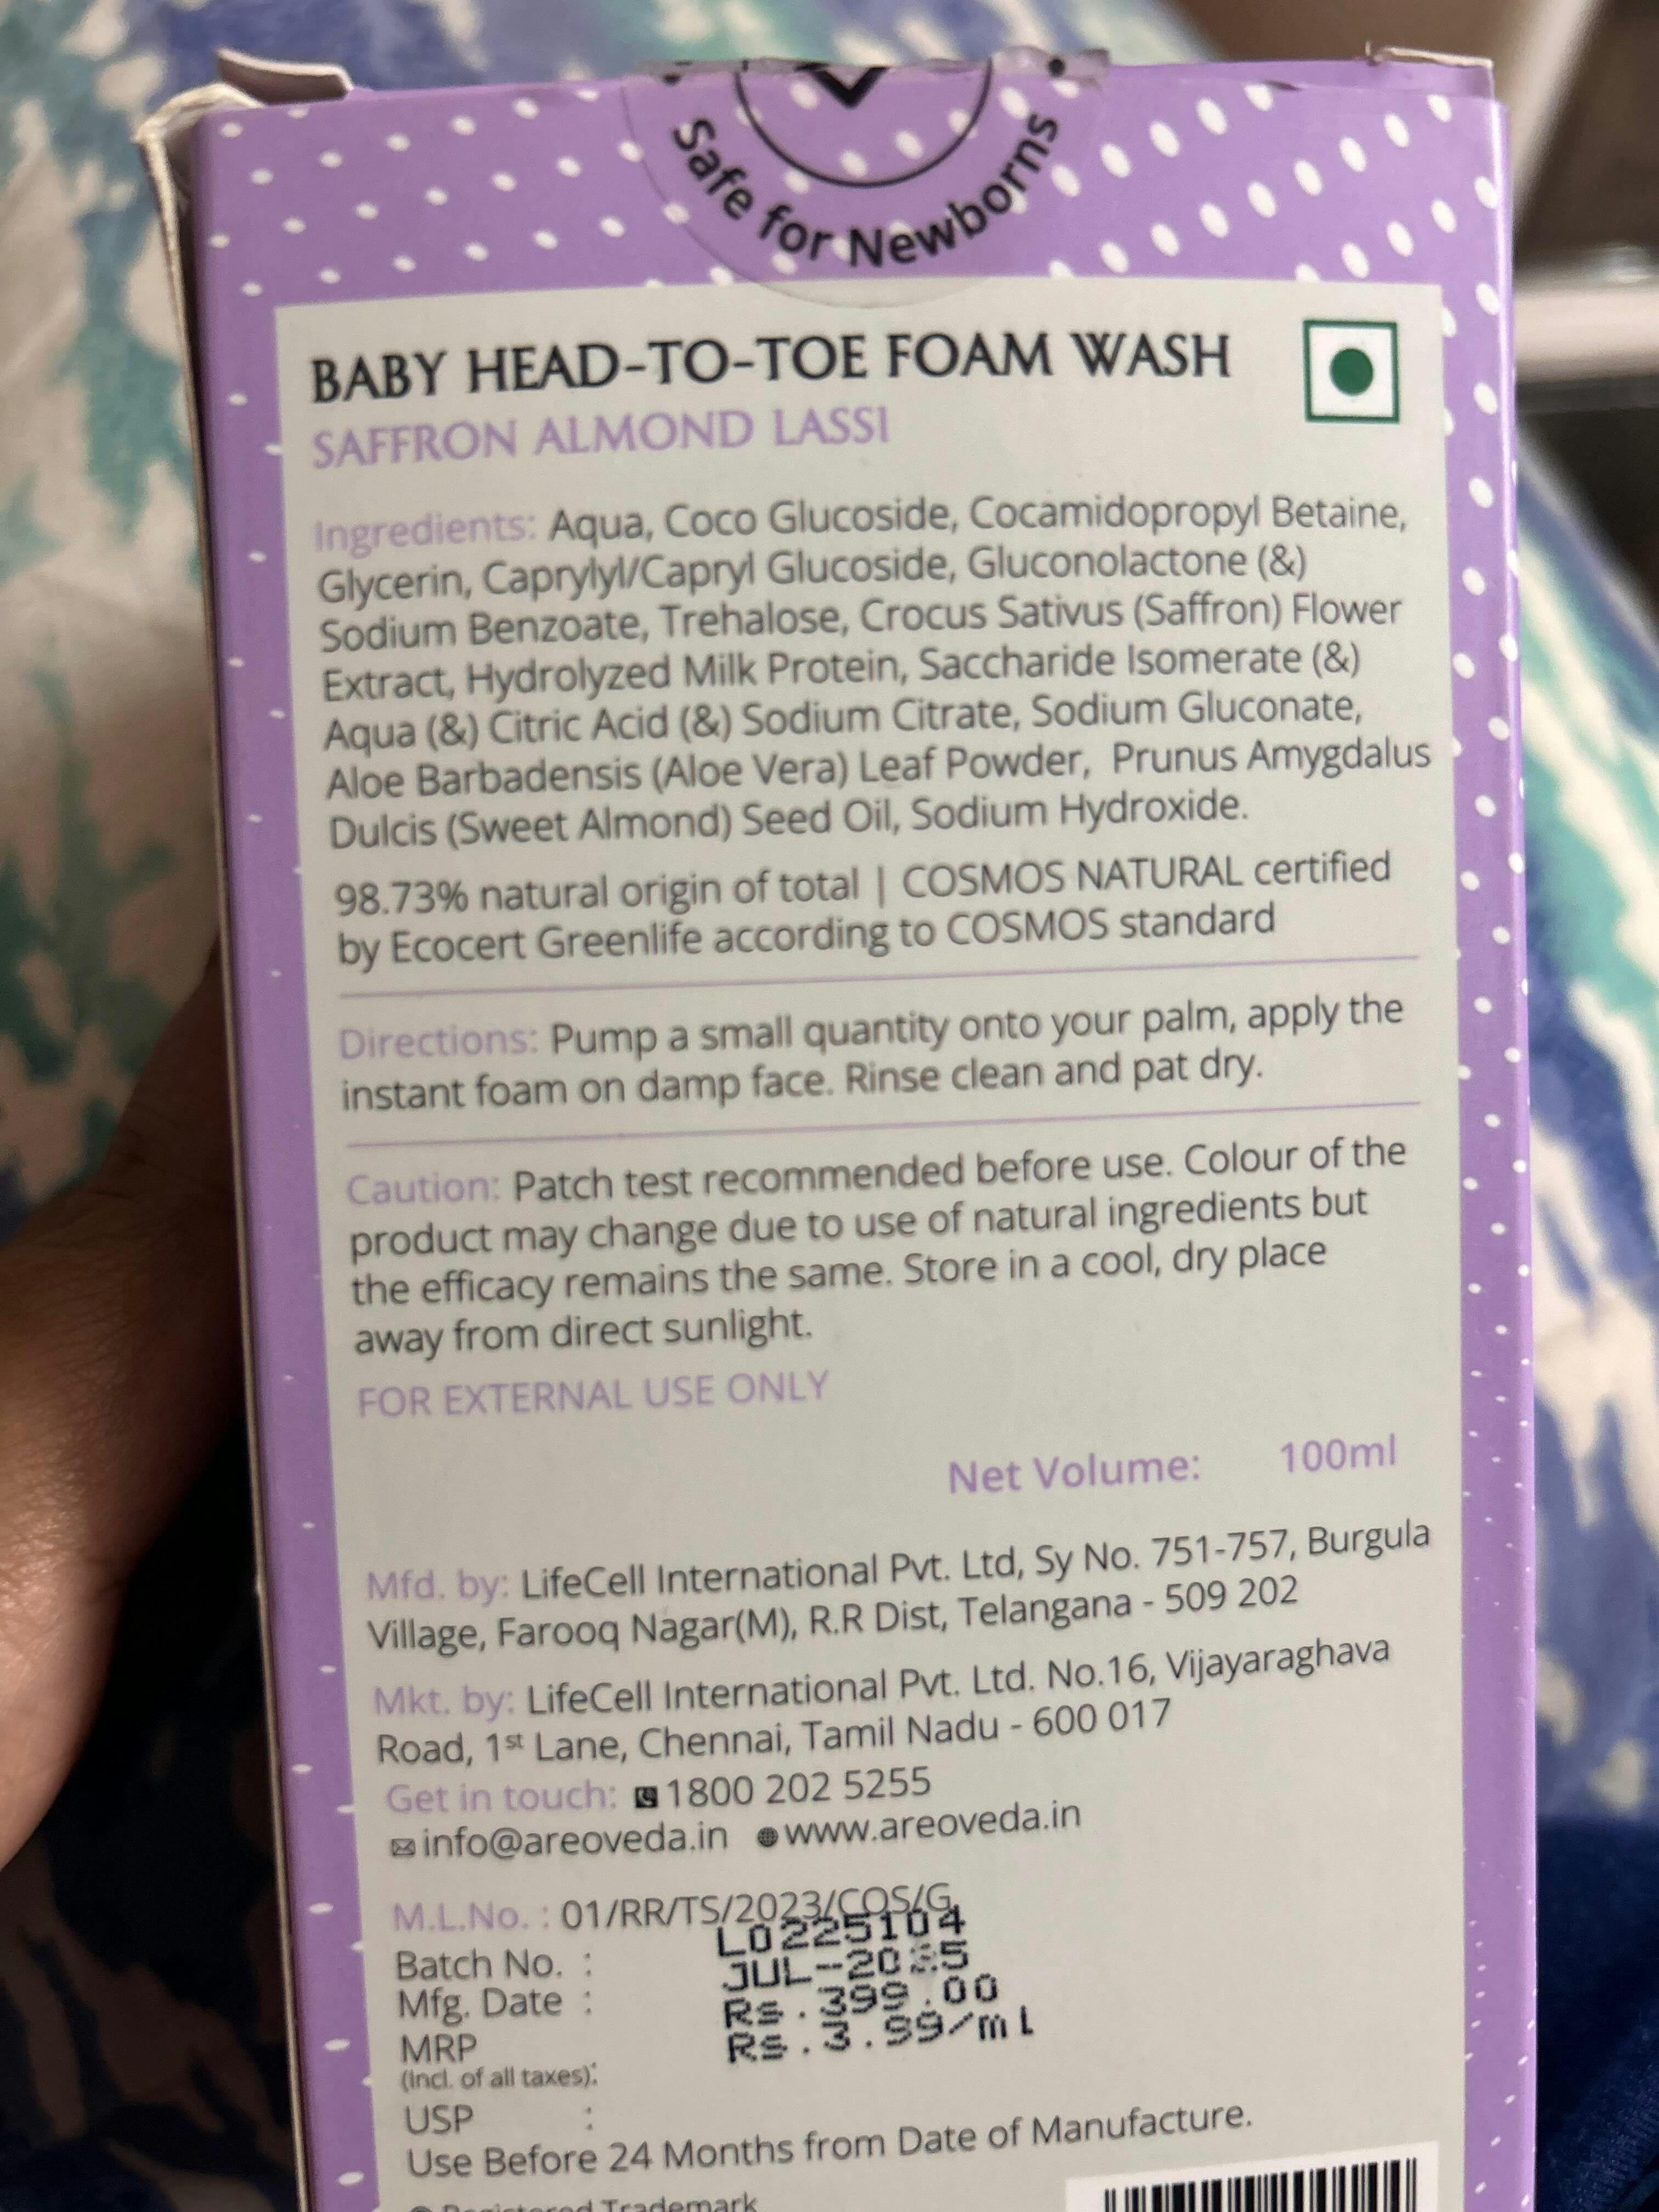 Safe for Newborns
BABY HEAD-TO-TOE FOAM WASH
SAFFRON ALMOND LASSI
Ingredients: Aqua, Coco Glucoside, Cocamidopropyl Betaine,
Glycerin, Caprylyl/Capryl Glucoside, Gluconolactone (&)
Sodium Benzoate, Trehalose, Crocus Sativus (Saffron) Flower
Extract, Hydrolyzed Milk Protein, Saccharide Isomerate (&)
Aqua (&) Citric Acid (&) Sodium Citrate, Sodium Gluconate,
Aloe Barbadensis (Aloe Vera) Leaf Powder, Prunus Amygdalus
Dulcis (Sweet Almond) Seed Oil, Sodium Hydroxide.
98.73% natural origin of total | COSMOS NATURAL certified
by Ecocert Greenlife according to COSMOS standard
Directions: Pump a small quantity onto your palm, apply the
instant foam on damp face. Rinse clean and pat dry.
Caution: Patch test recommended before use. Colour of the
product may change due to use of natural ingredients but
the efficacy remains the same. Store in a cool, dry place
away from direct sunlight.
FOR EXTERNAL USE ONLY
Net Volume: 100ml
Mfd. by: LifeCell International Pvt. Ltd, Sy No. 751-757, Burgula
Village, Farooq Nagar(M), R.R Dist, Telangana - 509 202
Mkt. by: LifeCell International Pvt. Ltd. No.16, Vijayaraghava
Road, 1st Lane, Chennai, Tamil Nadu - 600 017
Get in touch: 1800 202 5255
info@areoveda.in www.areoveda.in
M.L.No. : 01/RR/TS/2023/COS/G
Batch No. : L0225104
Mfg. Date : JUL-2025
MRP Rs.399.00
(Incl. of all taxes):
USP : Rs.3.99/ml
Use Before 24 Months from Date of Manufacture.
® Registered Trademark